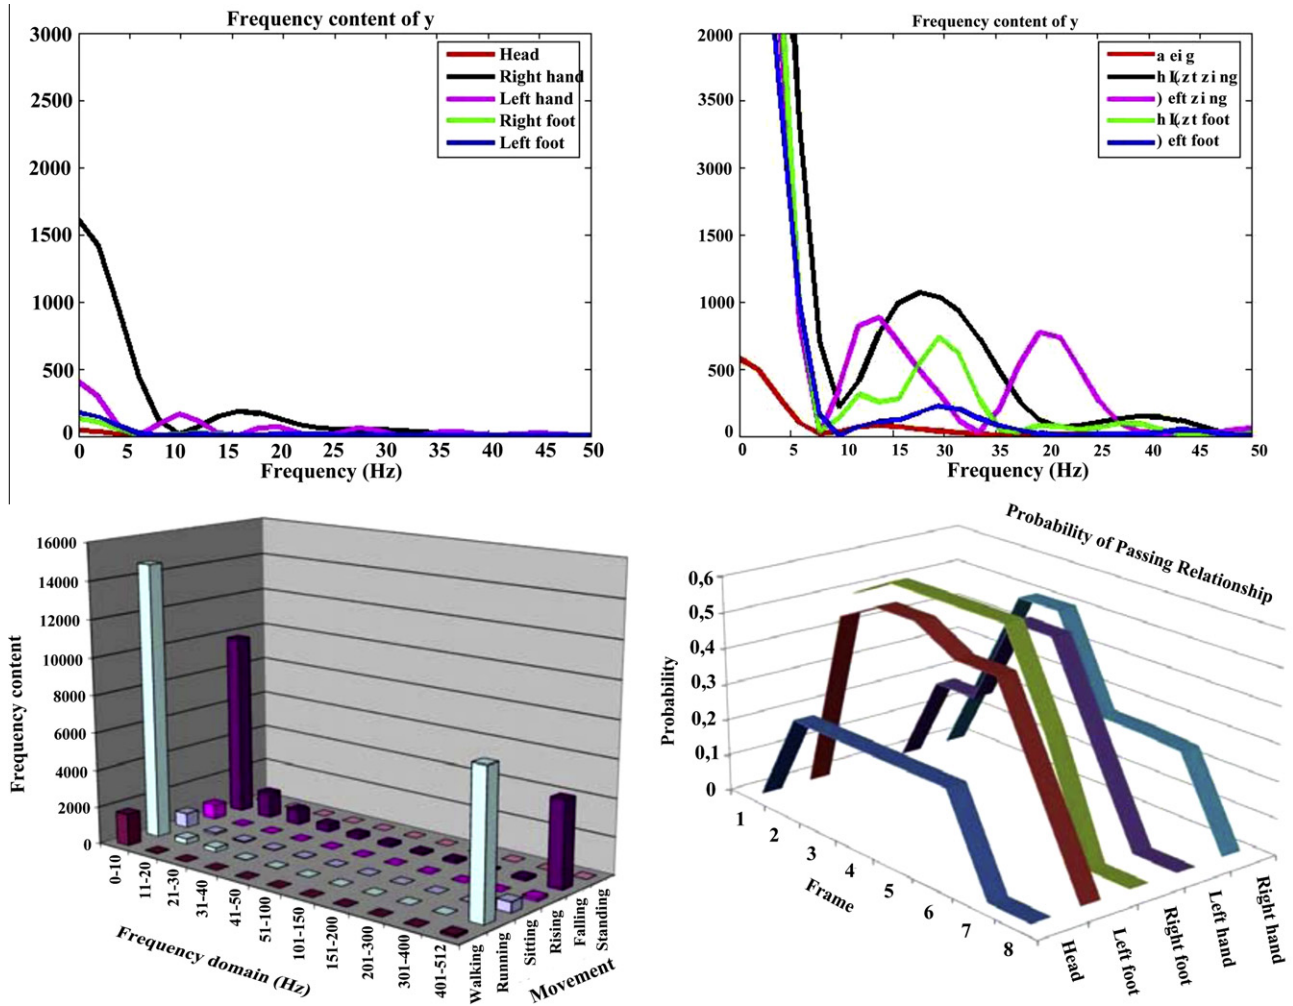 Frequency content of y
3000
2500
2000
1500
1000
500
0
Head
Right hand
Left hand
Right foot
Left foot
0 5 10 15 20 25 30 35 40 45 50
Frequency (Hz)
Frequency content of y
2000
3500
3000
1500
1000
500
0
a eig
zt zing
) eft zing
zt foot
) eft foot
0 5 10 15 30 35 20 25 40 45 50
Frequency (Hz)
16000
14000
12000
10000
8000
6000
4000
2000
0
Frequency content
0-10
11-20
21-30
31-40
41-50
51-100
101-150
151-200
201-300
301-400
401-512
Frequency domain (Hz)
Walking
Running
Sitting
Rising
Falling
Standing
Movement
Probability of Passing Relationship
0,6
0,5
0,4
0,3
0,2
0,1
0
Probability
1
2
3
4
5
6
7
8
Frame
Head
Left foot
Right foot
Left hand
Right hand